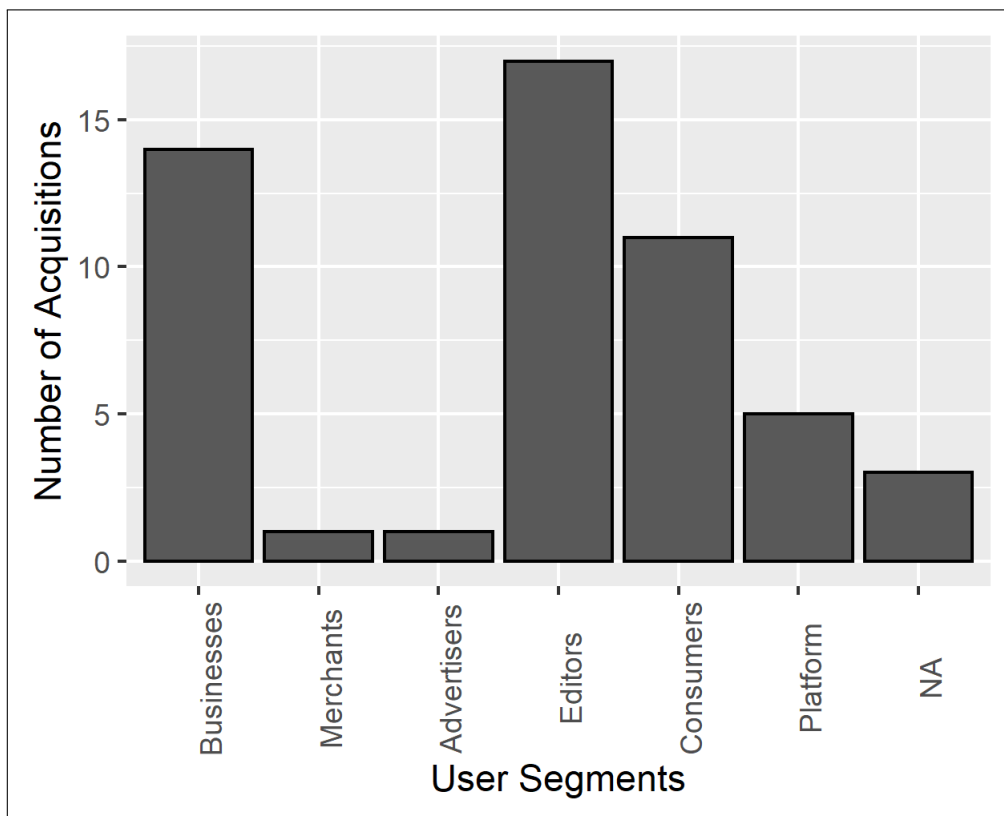 Number of Acquisitions
15
10
5
0
Businesses
Merchants
Advertisers
Editors
Consumers
Platform
NA
User Segments